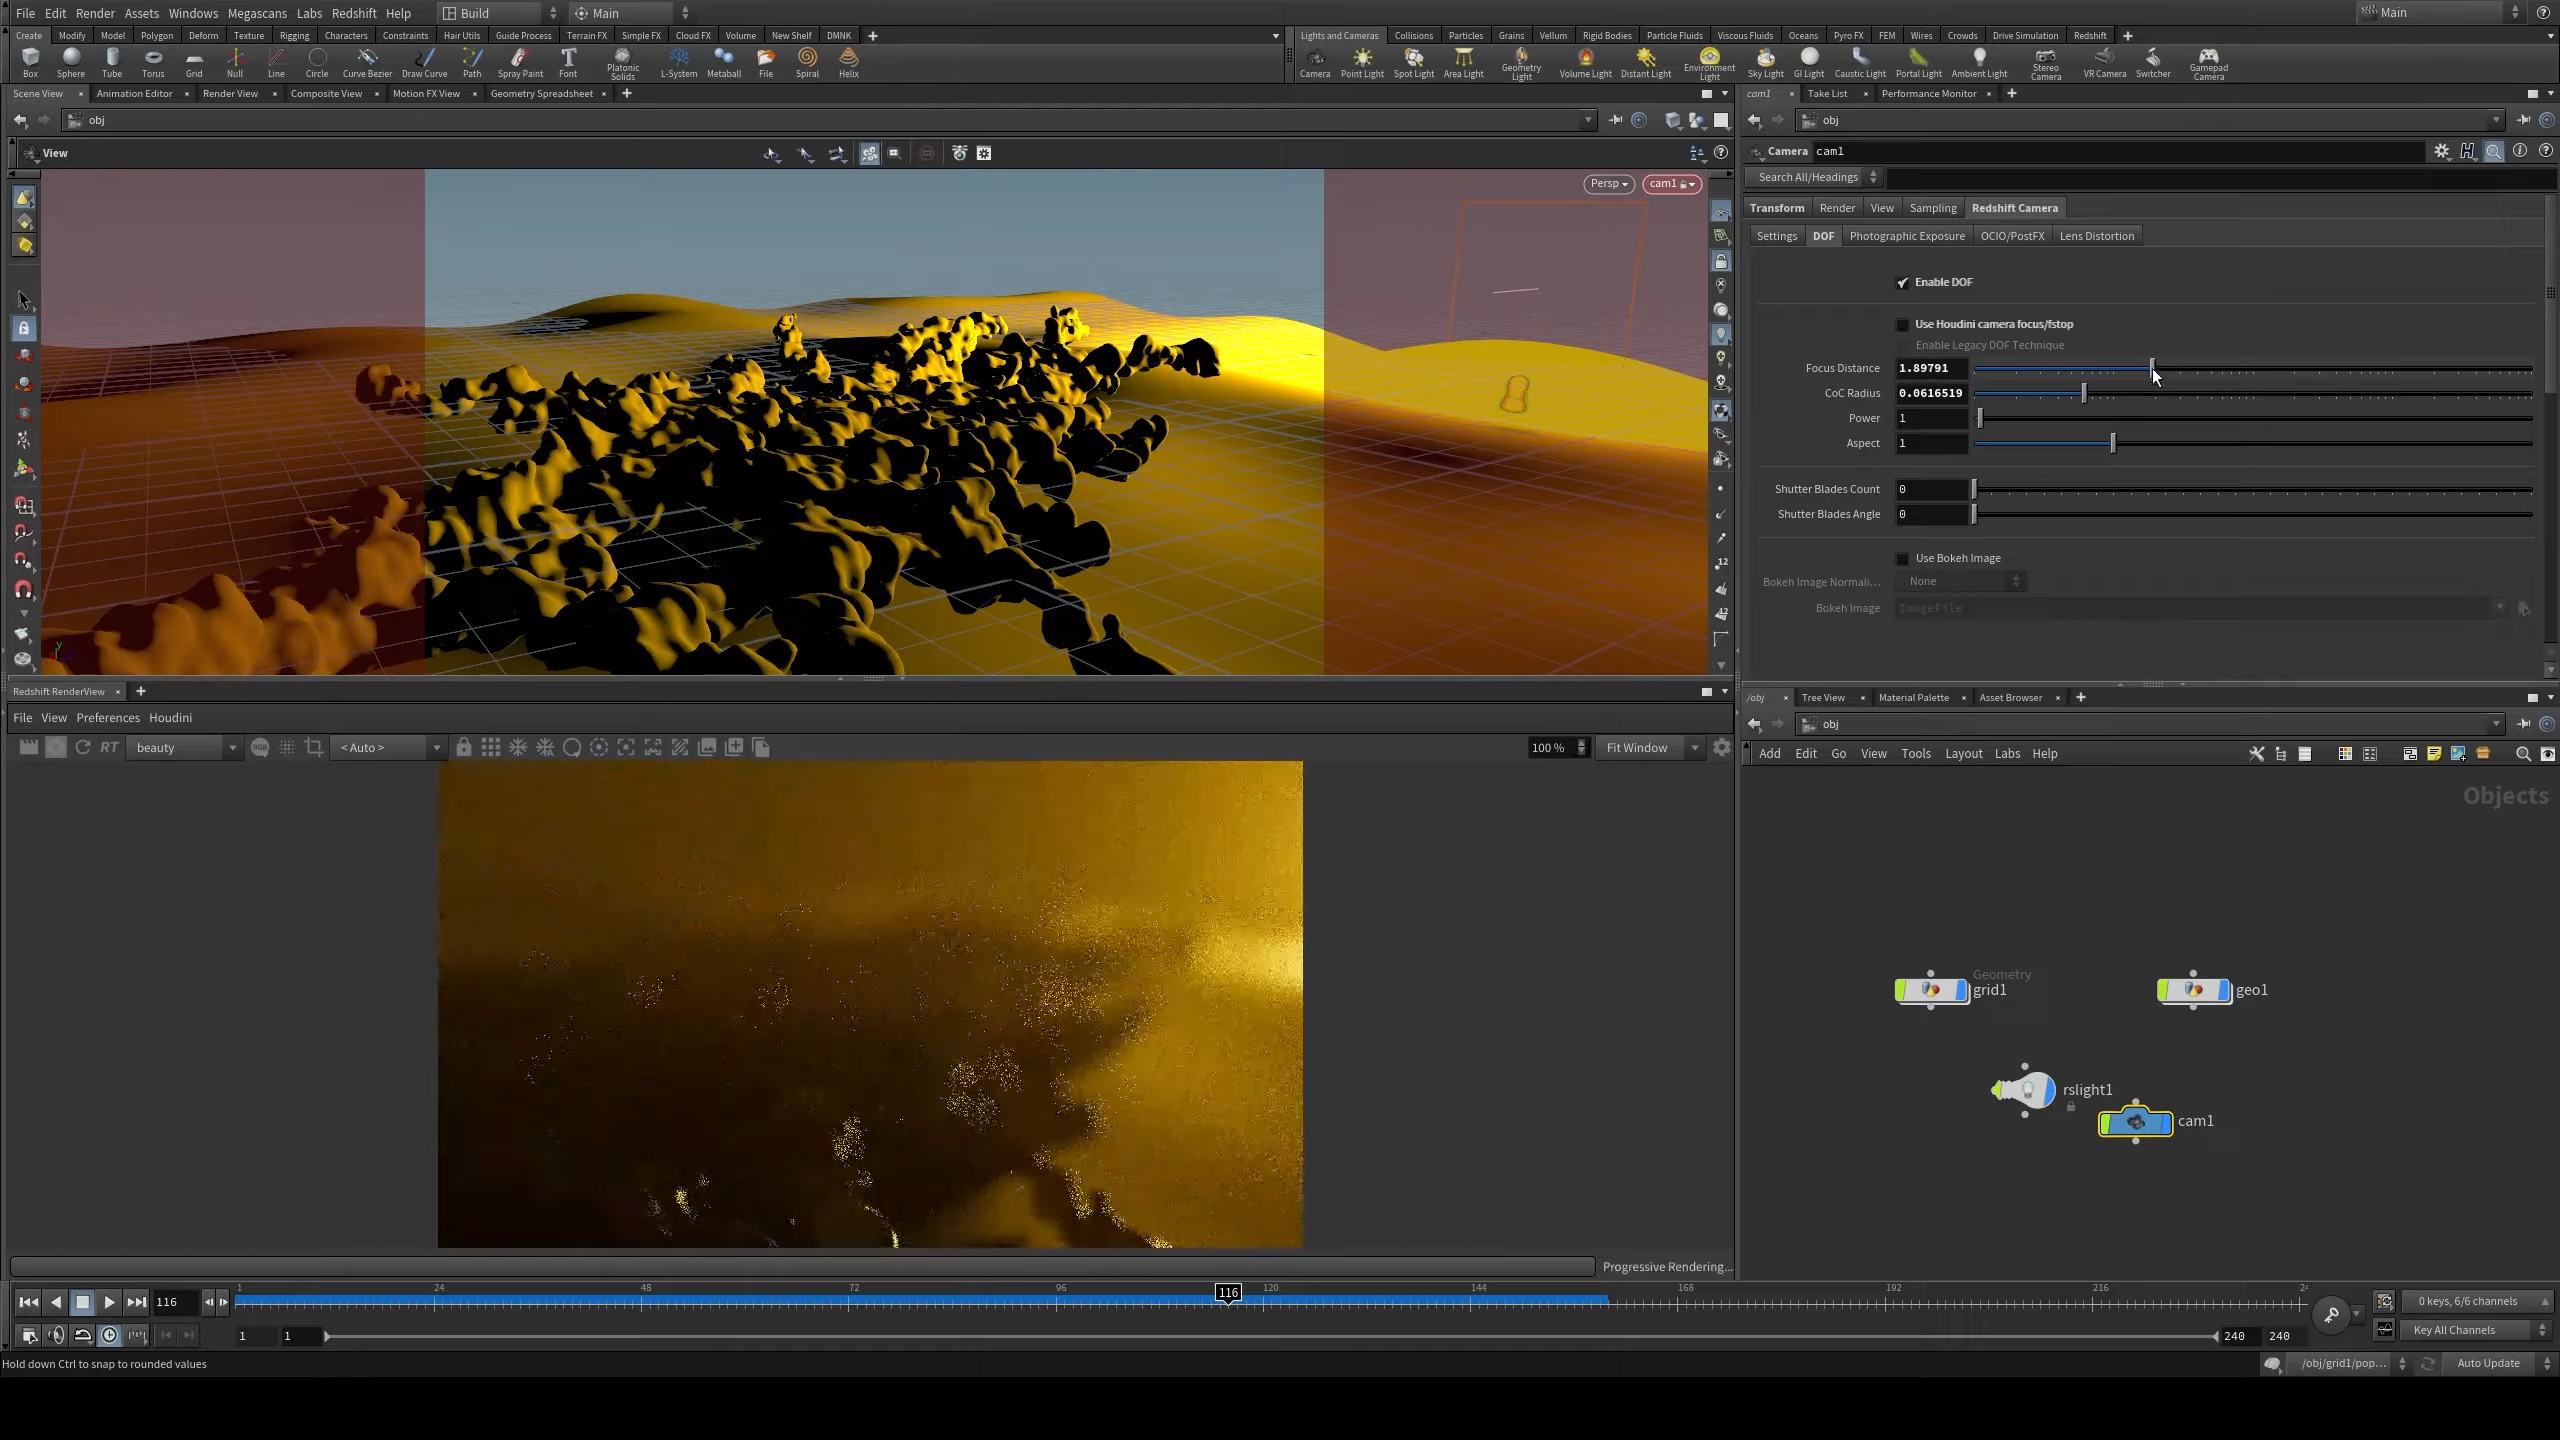 File Edit Render Assets Windows Megascans Labs Redshift Help Build Main Main
Create Modify Model Polygon Deform Texture Rigging Characters Constraints Hair Utils Guide Process Terrain FX Simple FX Cloud FX Volume New Shelf DMNK
Lights and Cameras Collisions Particles Grains Vellum Rigid Bodies Particle Fluids Viscous Fluids Oceans Pyro FX FEM Wires Crowds Drive Simulation Redshift
Box Sphere Tube Torus Grid Null Line Circle Curve Bezier Draw Curve Path Spray Paint Font Platonic Solids L-System Metaball File Spiral Helix
Camera Point Light Spot Light Area Light Geometry Light Volume Light Distant Light Environment Light Sky Light GI Light Caustic Light Portal Light Ambient Light Stereo Camera VR Camera Switcher Gamepad Camera
Scene View Animation Editor Render View Composite View Motion FX View Geometry Spreadsheet
cam1 Take List Performance Monitor
obj
obj
View
Camera cam1
Search All/Headings
Persp cam1
Transform Render View Sampling Redshift Camera
Settings DOF Photographic Exposure OCIO/PostFX Lens Distortion
Enable DOF
Use Houdini camera focus/fstop
Enable Legacy DOF Technique
Focus Distance 1.89791
CoC Radius 0.0616519
Power 1
Aspect 1
Shutter Blades Count 0
Shutter Blades Angle 0
Use Bokeh Image
Bokeh Image Normali... None
Bokeh Image ImageFile
12
12
Redshift RenderView
/obj Tree View Material Palette Asset Browser
File View Preferences Houdini
obj
RT beauty RGB < Auto > 100 % Fit Window
Add Edit Go View Tools Layout Labs Help
Objects
Geometry
grid1
geo1
rslight1
cam1
Progressive Rendering...
1 24 48 72 96 120 144 168 192 216 24
116 116
0 keys, 6/6 channels
1 1 240 240
Key All Channels
Hold down Ctrl to snap to rounded values
/obj/grid1/pop... Auto Update